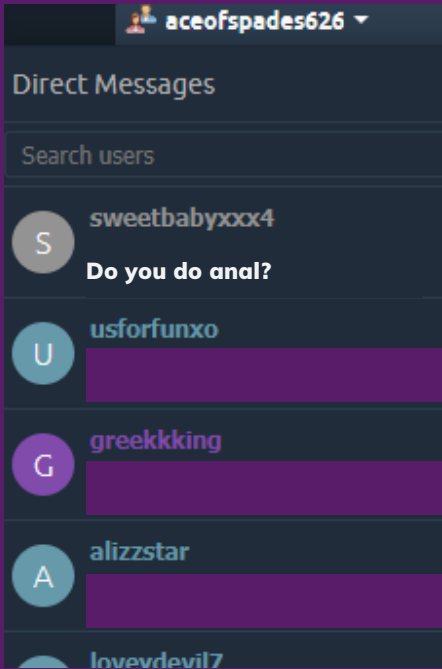 aceofspades626
Direct Messages
Search users
sweetbabyxxx4
S
Do you do anal?
usforfunxo
U
greekkking
G
alizzstar
A
loveydevil7